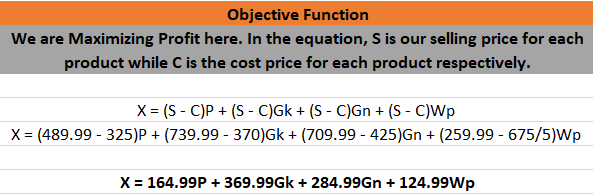 Objective Function
We are Maximizing Profit here. In the equation, S is our selling price for each
product while C is the cost price for each product respectively.
X = (S - C)P + (S - C)Gk + (S - C)Gn + (S - C)Wp
X = (489.99 - 325)P + (739.99 - 370)Gk + (709.99 - 425)Gn + (259.99 - 675/5)Wp
X = 164.99P + 369.99Gk + 284.99Gn + 124.99Wp